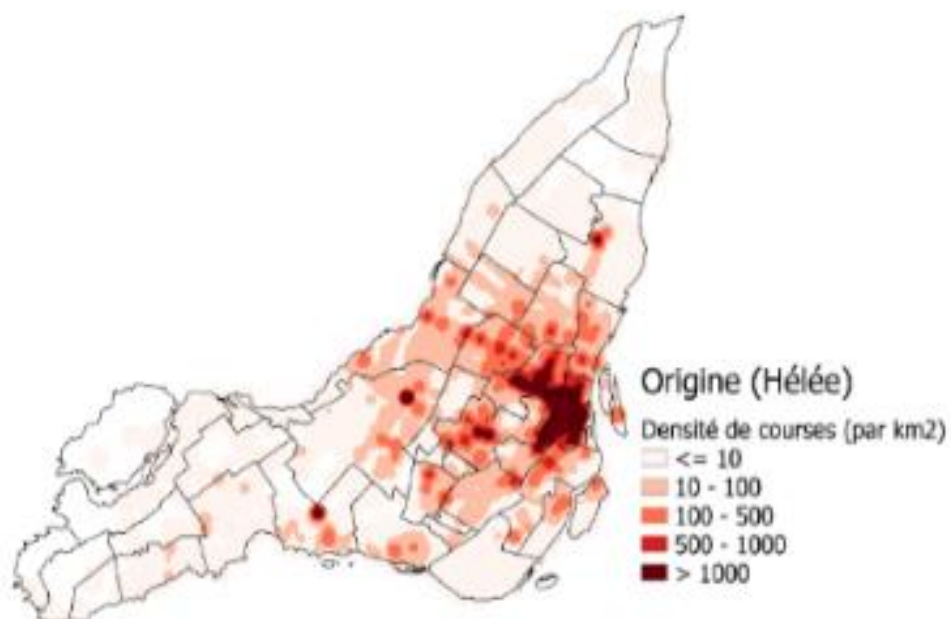 Origine (Hélée)
Densité de courses (par km2)
<= 10
10 - 100
100 - 500
500 - 1000
> 1000